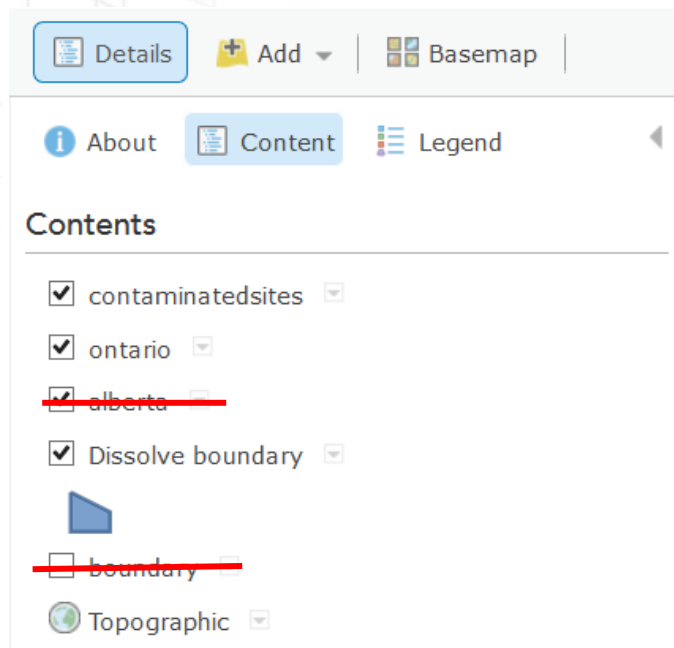 Details Add Basemap
About Content Legend
Contents
contaminatedsites
ontario
alberta
Dissolve boundary
boundary
Topographic